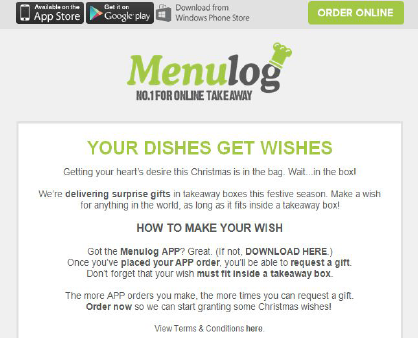 Available on the
App Store
Get it on
Google play
Download from
Windows Phone Store
ORDER ONLINE
Menulog
NO.1 FOR ONLINE TAKEAWAY
YOUR DISHES GET WISHES
Getting your heart's desire this Christmas is in the bag. Wait...in the box!
We're delivering surprise gifts in takeaway boxes this festive season. Make a wish
for anything in the world, as long as it fits inside a takeaway box!
HOW TO MAKE YOUR WISH
Got the Menulog APP? Great. (If not, DOWNLOAD HERE.)
Once you've placed your APP order, you'll be able to request a gift.
Don't forget that your wish must fit inside a takeaway box.
The more APP orders you make, the more times you can request a gift.
Order now so we can start granting some Christmas wishes!
View Terms & Conditions here.